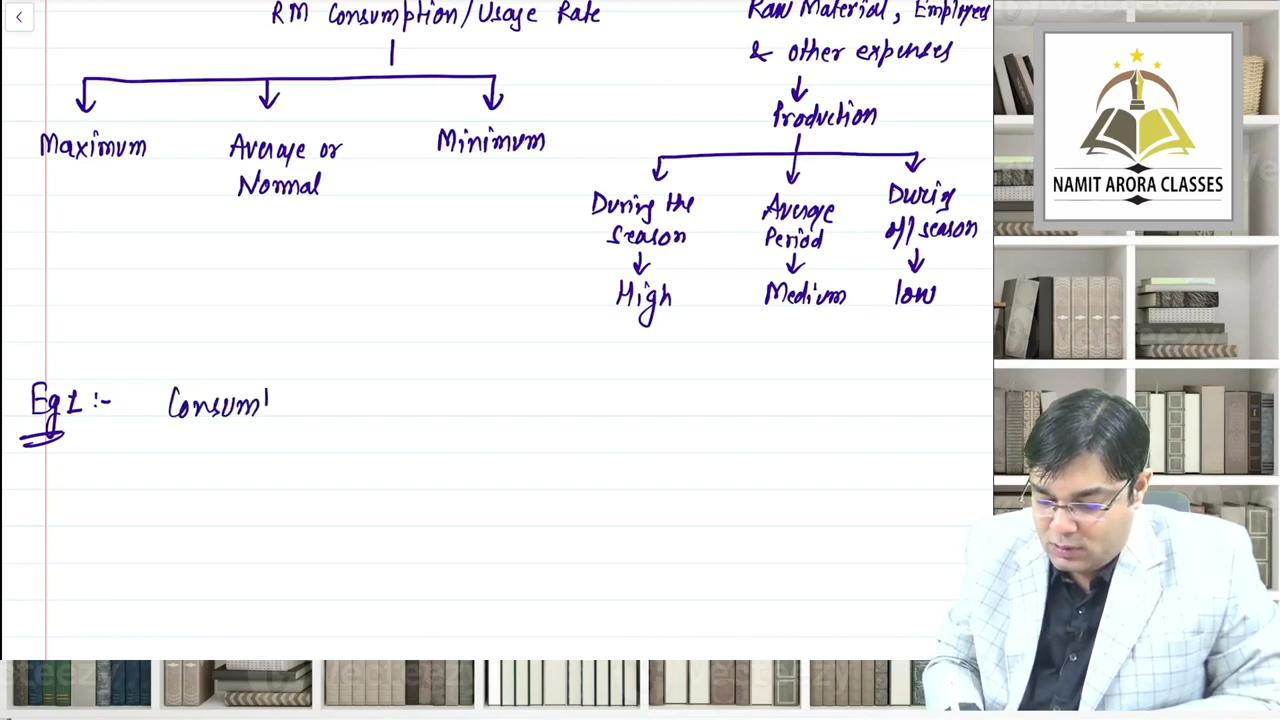 RM Consumption/Usage Rate
Maximum
Average or
Normal
Minimum
Raw Material, Employees
& other expenses
Production
During the
Season
High
Average
Period
Medium
During
off season
low
Eg 1 :- Consum
NAMIT ARORA CLASSES
vecteezy